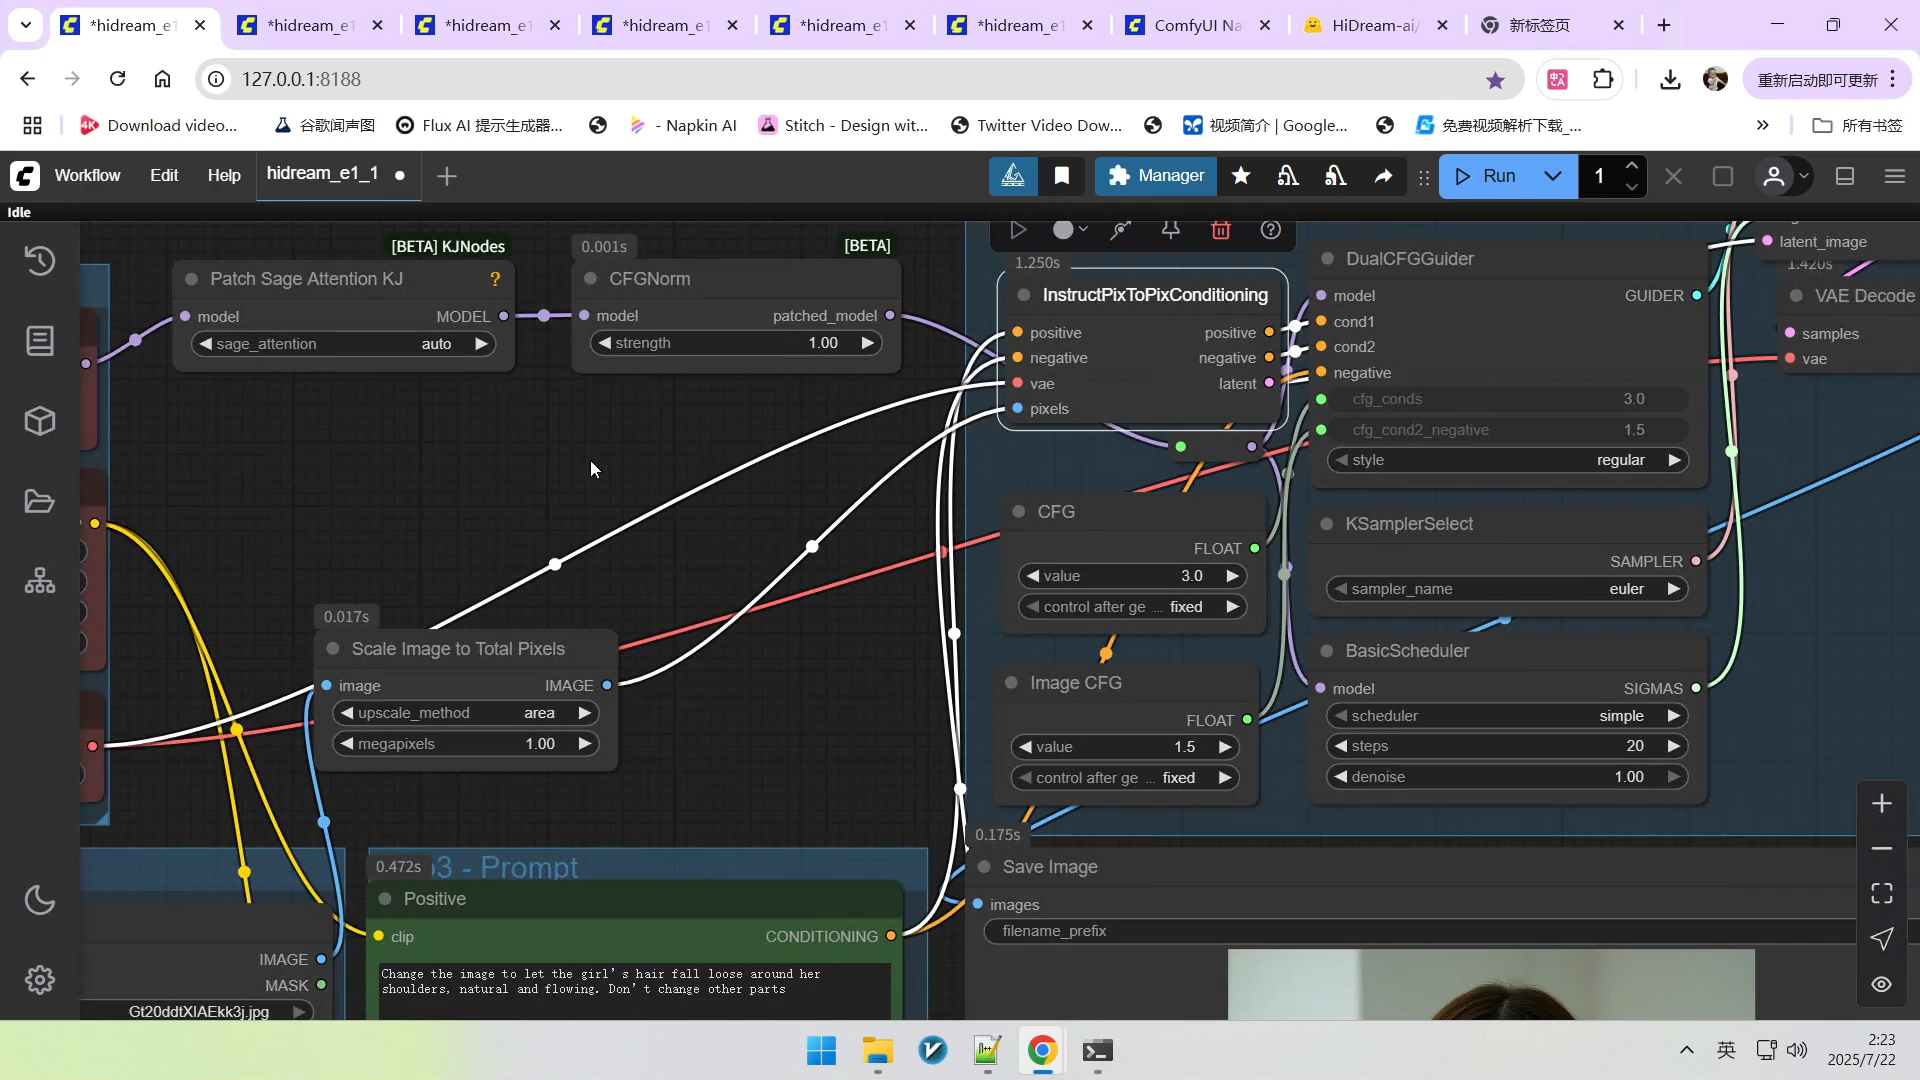 *hidream_e1
*hidream_e1
*hidream_e1
*hidream_e1
*hidream_e1
*hidream_e1
ComfyUI Na
HiDream-ai/
新标签页
127.0.0.1:8188
重新启动即可更新
Download video...
谷歌闻声图
Flux AI 提示生成器...
- Napkin AI
Stitch - Design wit...
Twitter Video Dow...
视频简介 | Google...
免费视频解析下载_...
所有书签
Workflow
Edit
Help
hidream_e1_1
Manager
Run
1
Idle
[BETA] KJNodes
Patch Sage Attention KJ
?
model
MODEL
sage_attention
auto
0.001s
[BETA]
CFGNorm
model
patched_model
strength
1.00
1.250s
InstructPixToPixConditioning
positive
positive
negative
negative
vae
latent
pixels
DualCFGGuider
model
GUIDER
cond1
cond2
negative
cfg_conds
3.0
cfg_cond2_negative
1.5
style
regular
latent_image
1.420s
VAE Decode
samples
vae
CFG
FLOAT
value
3.0
control after ge ...
fixed
KSamplerSelect
SAMPLER
sampler_name
euler
0.017s
Scale Image to Total Pixels
image
IMAGE
upscale_method
area
megapixels
1.00
Image CFG
FLOAT
value
1.5
control after ge ...
fixed
BasicScheduler
model
SIGMAS
scheduler
simple
steps
20
denoise
1.00
0.472s
3 - Prompt
Positive
clip
CONDITIONING
Change the image to let the girl's hair fall loose around her
shoulders, natural and flowing. Don't change other parts
IMAGE
MASK
Gt20ddtXIAEkk3j.jpg
0.175s
Save Image
images
filename_prefix
英
2:23
2025/7/22